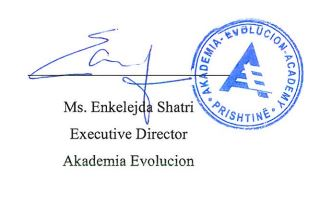 AKADEMIA-EVOLUCION-ACADEMY
• PRISHTINË •
Ms. Enkelejda Shatri
Executive Director
Akademia Evolucion